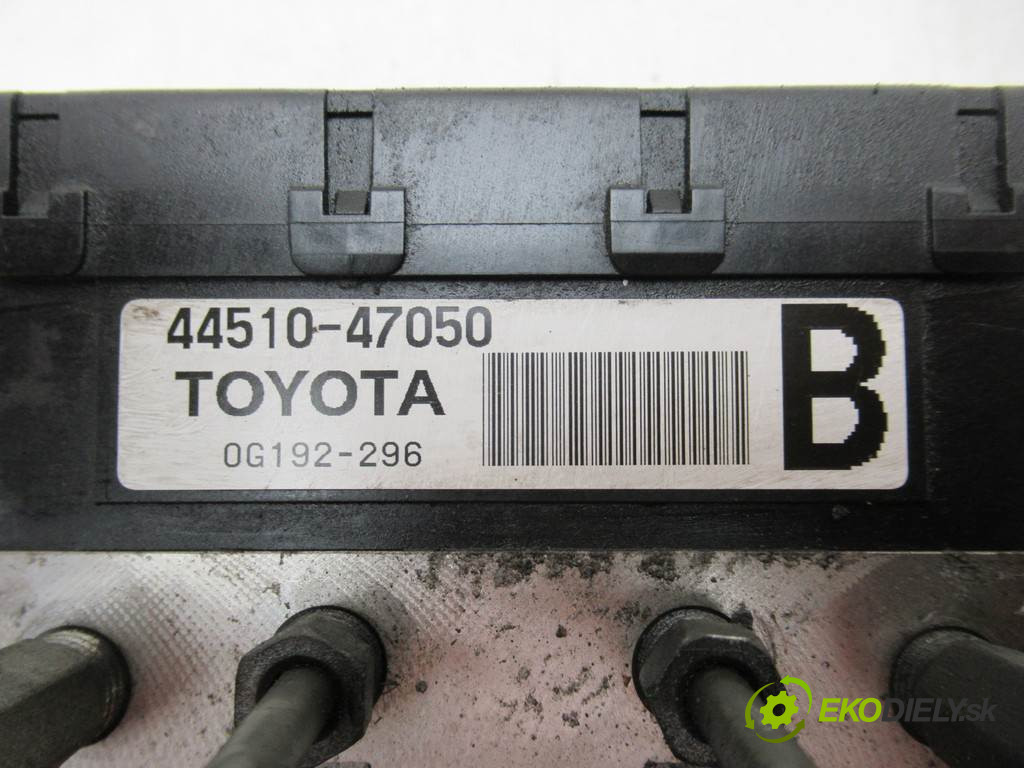 44510-47050
TOYOTA
0G192-296
B
EKODIELY.sk